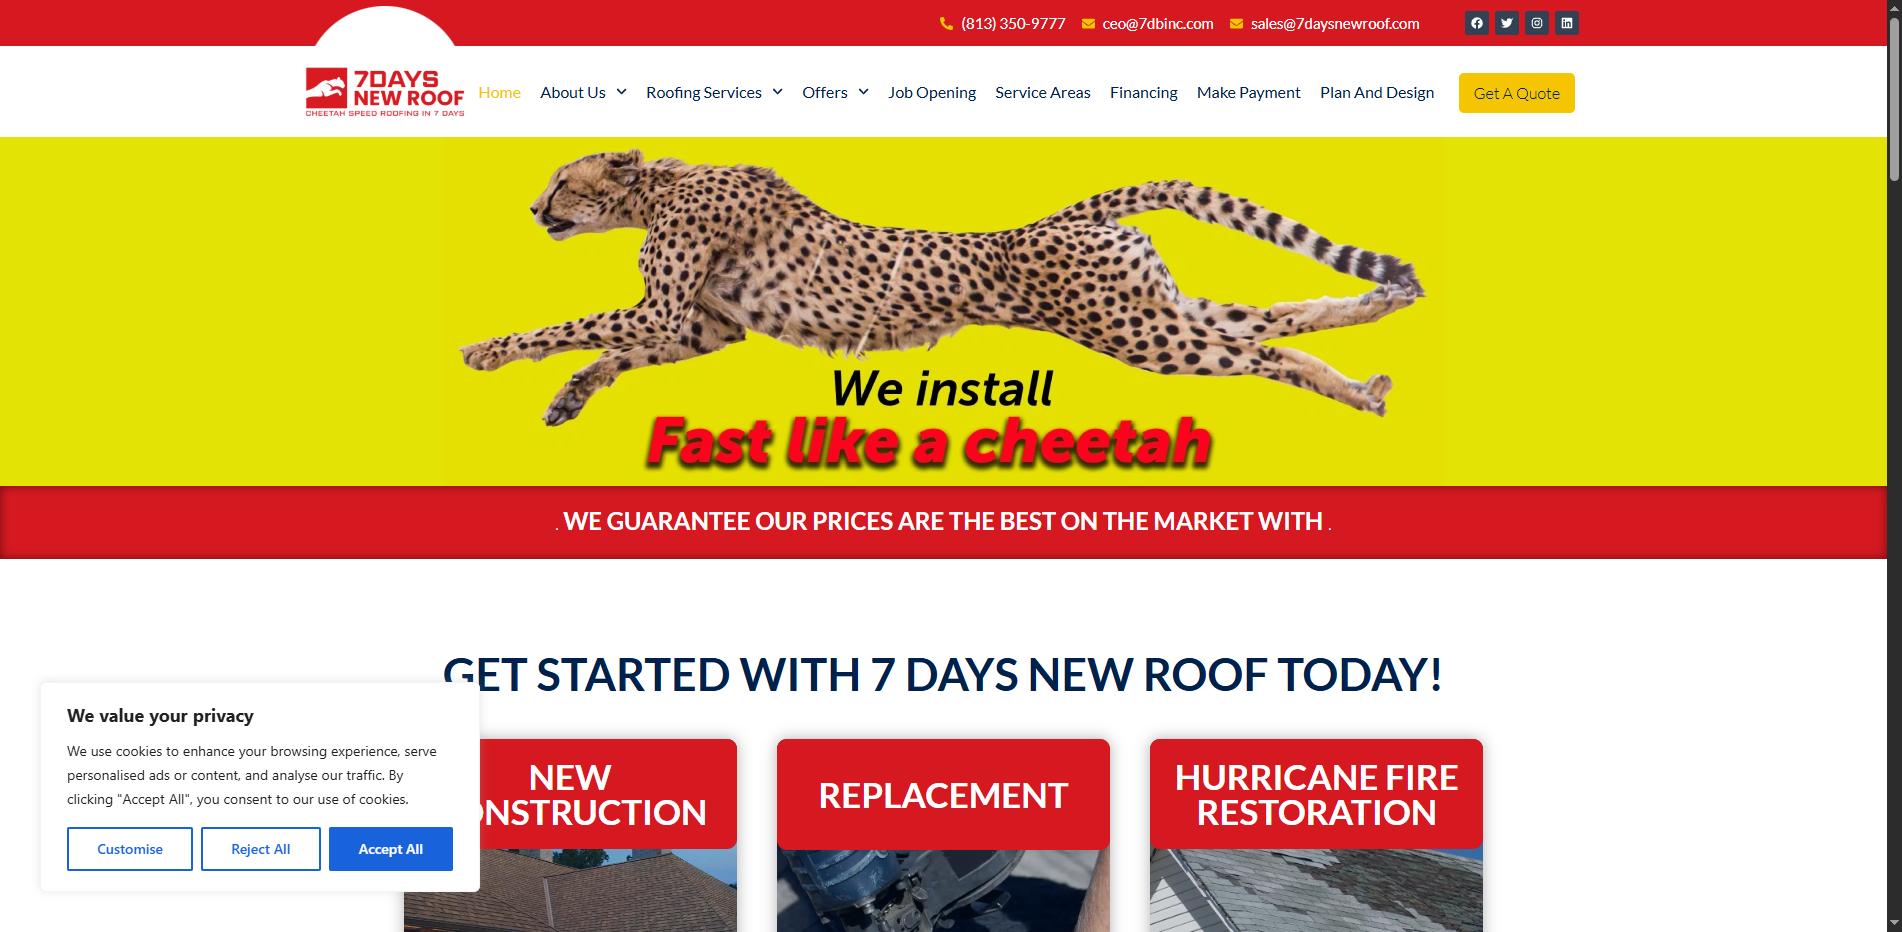 (813) 350-9777 ceo@7dbinc.com sales@7daysnewroof.com
7DAYS
NEW ROOF
CHEETAH SPEED ROOFING IN 7 DAYS
Home About Us Roofing Services Offers Job Opening Service Areas Financing Make Payment Plan And Design Get A Quote
We install
Fast like a cheetah
. WE GUARANTEE OUR PRICES ARE THE BEST ON THE MARKET WITH .
GET STARTED WITH 7 DAYS NEW ROOF TODAY!
We value your privacy
We use cookies to enhance your browsing experience, serve
personalised ads or content, and analyse our traffic. By
clicking "Accept All", you consent to our use of cookies.
Customise Reject All Accept All
NEW
ONSTRUCTION
REPLACEMENT
HURRICANE FIRE
RESTORATION